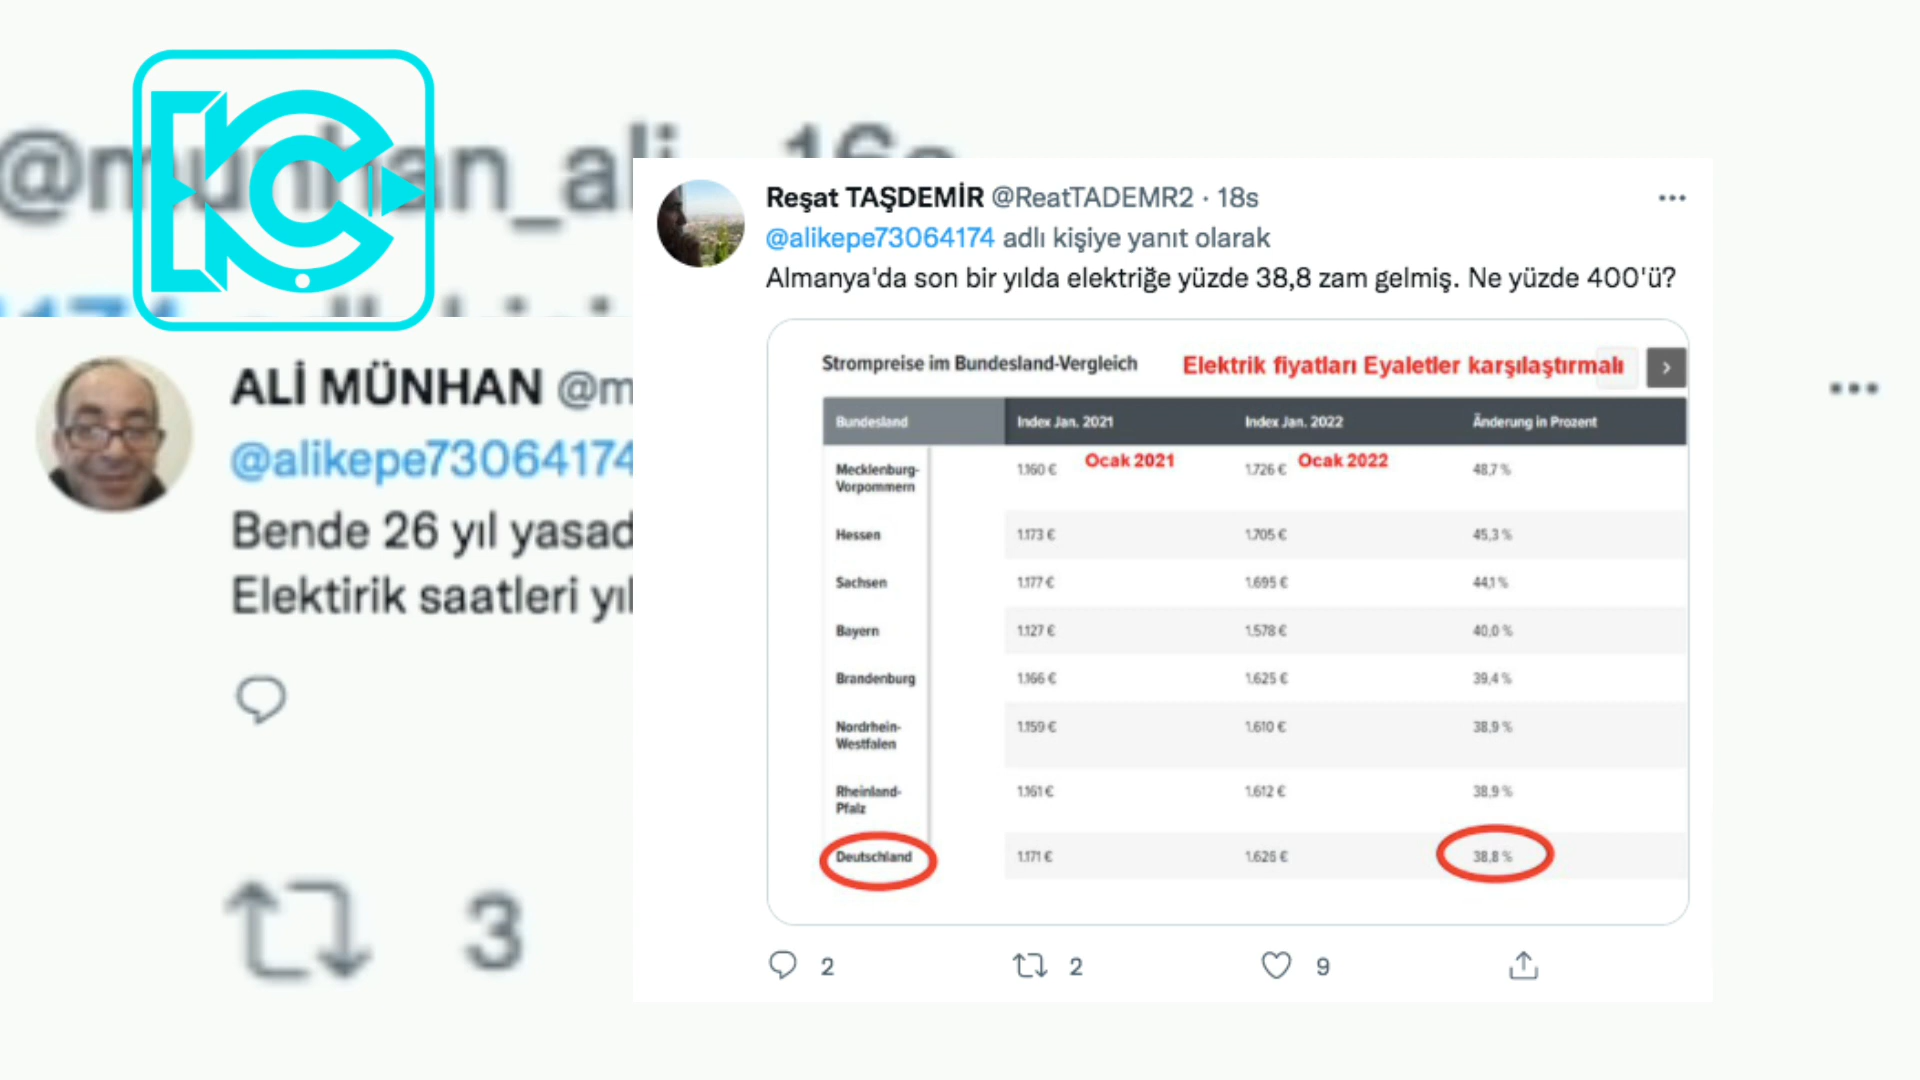 @munhan_ali · 16s
Reşat TAŞDEMİR @ReatTADEMR2 · 18s
@alikepe73064174 adlı kişiye yanıt olarak
Almanya'da son bir yılda elektriğe yüzde 38,8 zam gelmiş. Ne yüzde 400'ü?
Strompreise im Bundesland-Vergleich Elektrik fiyatları Eyaletler karşılaştırmalı
Bundesland Index Jan. 2021 Index Jan. 2022 Änderung in Prozent
Ocak 2021 Ocak 2022
Mecklenburg- 1.160 € 1.726 € 48,7 %
Vorpommern
Hessen 1.173 € 1.705 € 45,3 %
Sachsen 1.177 € 1.695 € 44,1 %
Bayern 1.127 € 1.578 € 40,0 %
Brandenburg 1.166 € 1.625 € 39,4 %
Nordrhein- 1.159 € 1.610 € 38,9 %
Westfalen
Rheinland- 1.161 € 1.612 € 38,9 %
Pfalz
Deutschland 1.171 € 1.626 € 38,8 %
2 2 9
ALİ MÜNHAN @m
@alikepe73064174
Bende 26 yıl yasad
Elektirik saatleri yıl
3